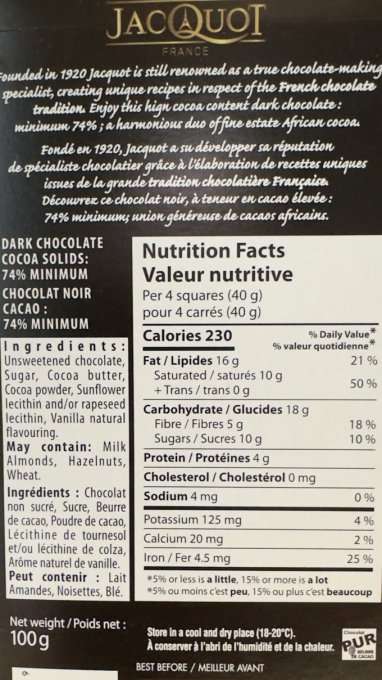 JACQUOT
FRANCE
Founded in 1920 Jacquot is still renowned as a true chocolate-making
specialist, creating unique recipes in respect of the French chocolate
tradition. Enjoy this high cocoa content dark chocolate :
minimum 74% ; a harmonious duo of fine estate African cocoa.
Fondé en 1920, Jacquot a su développer sa réputation
de spécialiste chocolatier grâce à l'élaboration de recettes uniques
issues de la grande tradition chocolatière Française.
Découvrez ce chocolat noir, à teneur en cacao élevée :
74% minimum; union généreuse de cacaos africains.
DARK CHOCOLATE
COCOA SOLIDS:
74% MINIMUM
CHOCOLAT NOIR
CACAO :
74% MINIMUM
Ingredients:
Unsweetened chocolate,
Sugar, Cocoa butter,
Cocoa powder, Sunflower
lecithin and/or rapeseed
lecithin, Vanilla natural
flavouring.
May contain: Milk
Almonds, Hazelnuts,
Wheat.
Ingrédients : Chocolat
non sucré, Sucre, Beurre
de cacao, Poudre de cacao,
Lécithine de tournesol
et/ou lécithine de colza,
Arôme naturel de vanille.
Peut contenir : Lait
Amandes, Noisettes, Blé.
Nutrition Facts
Valeur nutritive
Per 4 squares (40 g)
pour 4 carrés (40 g)
Calories 230 % Daily Value*
% valeur quotidienne*
Fat / Lipides 16 g 21 %
Saturated / saturés 10 g
+ Trans / trans 0 g 50 %
Carbohydrate / Glucides 18 g
Fibre / Fibres 5 g 18 %
Sugars / Sucres 10 g 10 %
Protein / Protéines 4 g
Cholesterol / Cholestérol 0 mg
Sodium 4 mg 0 %
Potassium 125 mg 4 %
Calcium 20 mg 2 %
Iron / Fer 4.5 mg 25 %
*5% or less is a little, 15% or more is a lot
*5% ou moins c'est peu, 15% ou plus c'est beaucoup
Net weight / Poids net :
100g
Store in a cool and dry place (18-20°C).
À conserver à l'abri de l'humidité et de la chaleur.
BEST BEFORE / MEILLEUR AVANT
Chocolat
PUR
BEURRE
DE CACAO